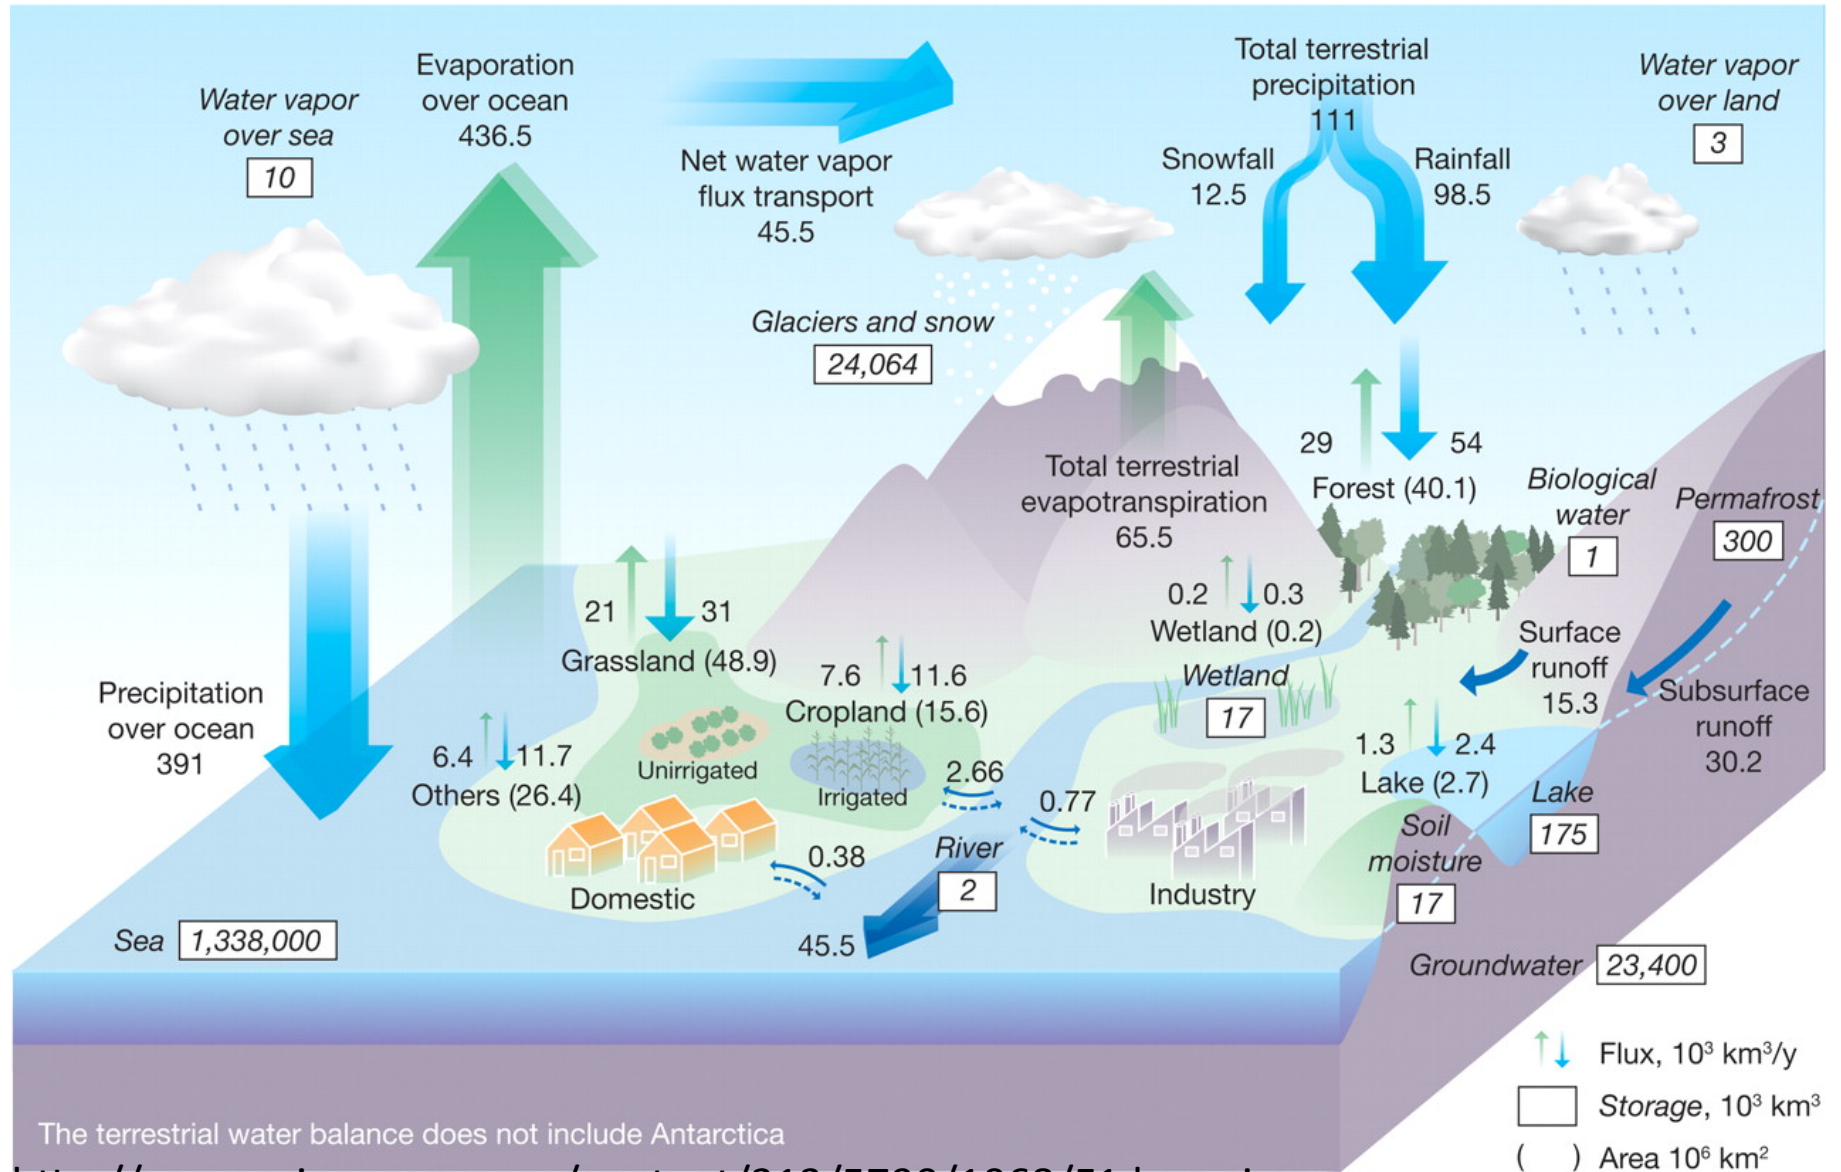 Water vapor
over sea
10
Evaporation
over ocean
436.5
Net water vapor
flux transport
45.5
Total terrestrial
precipitation
111
Snowfall
12.5
Rainfall
98.5
Water vapor
over land
3
Glaciers and snow
24,064
Total terrestrial
evapotranspiration
65.5
29 54
Forest (40.1)
Biological
water
1
Permafrost
300
21 31
Grassland (48.9)
0.2 0.3
Wetland (0.2)
Wetland
17
Surface
runoff
15.3
Subsurface
runoff
30.2
Precipitation
over ocean
391
7.6 11.6
Cropland (15.6)
6.4 11.7
Others (26.4)
Unirrigated
Irrigated
2.66
0.77
1.3 2.4
Lake (2.7)
Lake
175
Soil
moisture
17
0.38
Domestic
River
2
Industry
45.5
Sea 1,338,000
Groundwater 23,400
Flux, 10³ km³/y
Storage, 10³ km³
( ) Area 10⁶ km²
The terrestrial water balance does not include Antarctica